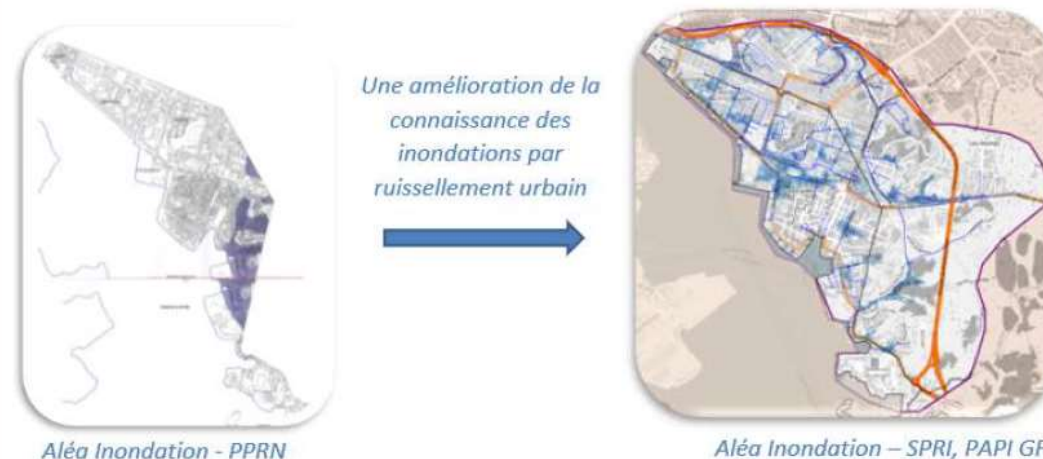 Une amélioration de la
connaissance des
inondations par
ruissellement urbain
Aléa Inondation - PPRN
Aléa Inondation – SPRI, PAPI